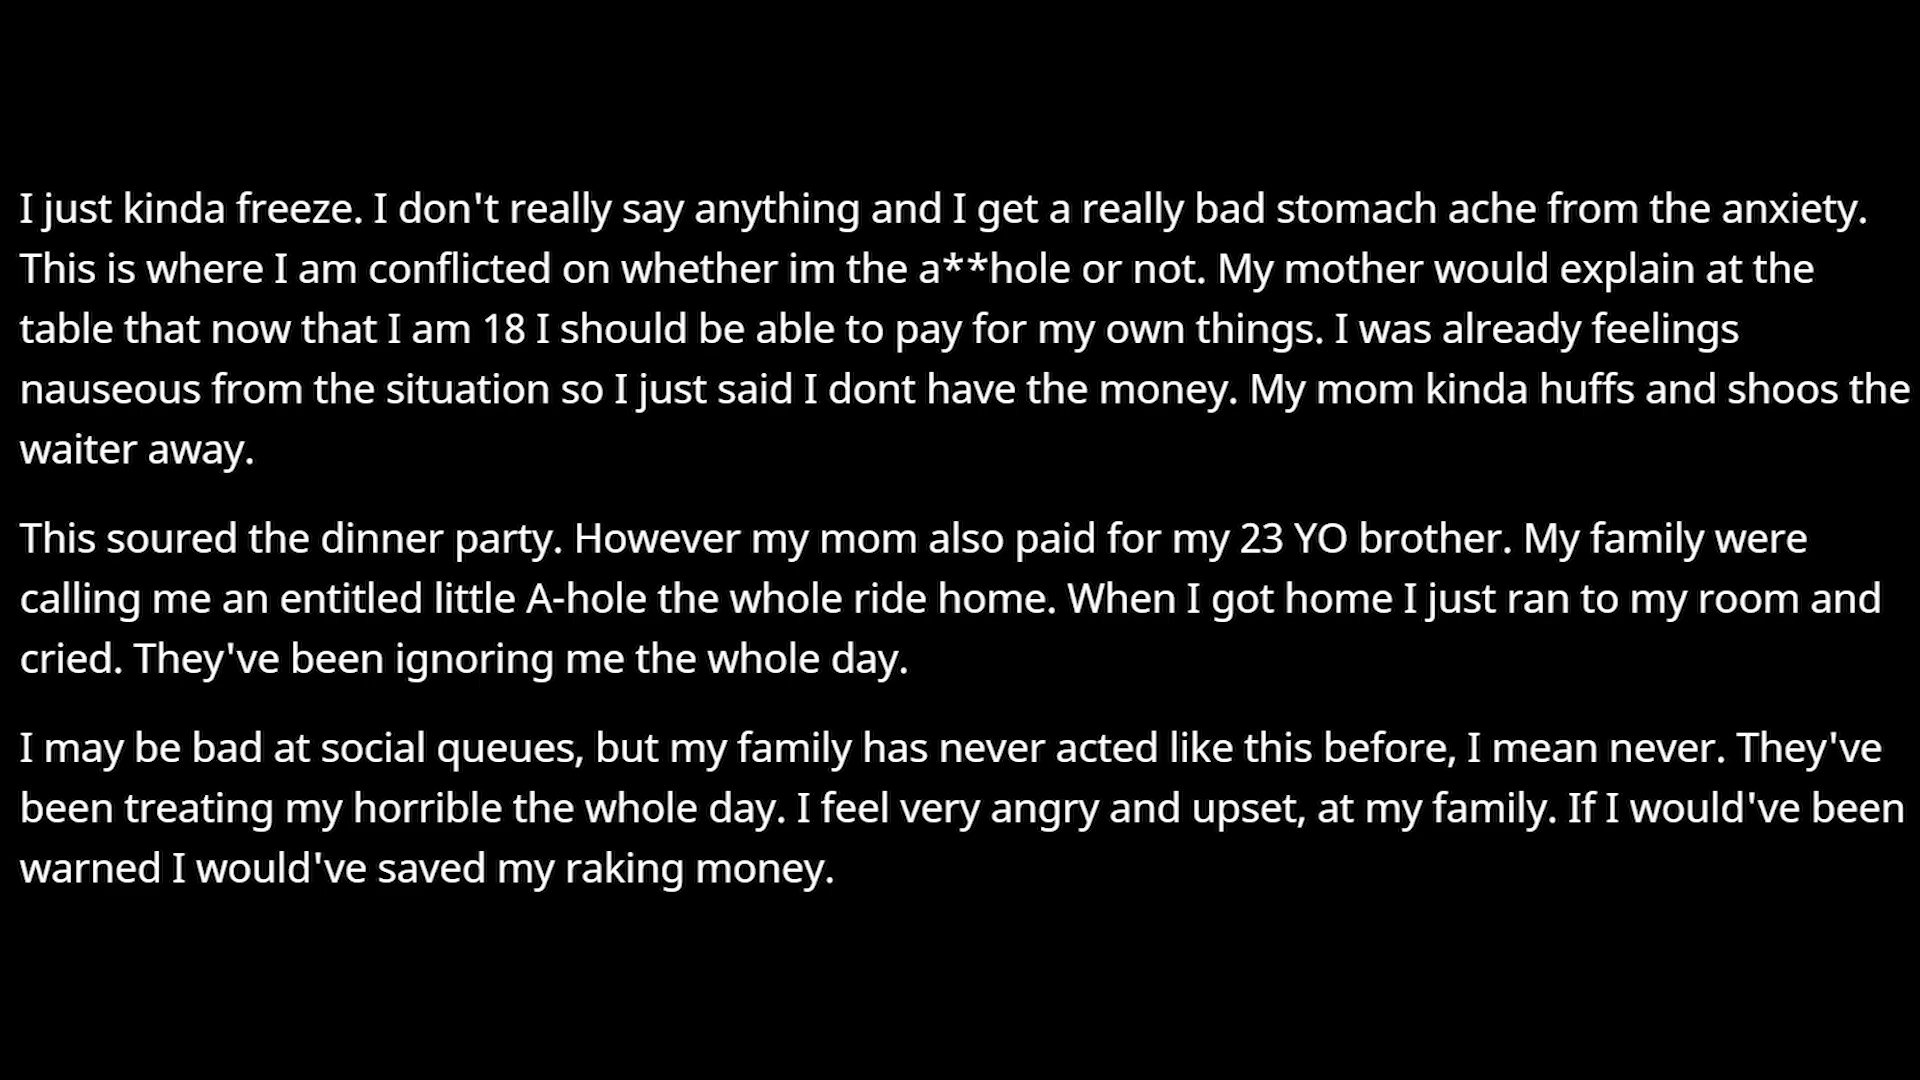 I just kinda freeze. I don't really say anything and I get a really bad stomach ache from the anxiety.
This is where I am conflicted on whether im the a**hole or not. My mother would explain at the
table that now that I am 18 I should be able to pay for my own things. I was already feelings
nauseous from the situation so I just said I dont have the money. My mom kinda huffs and shoos the
waiter away.
This soured the dinner party. However my mom also paid for my 23 YO brother. My family were
calling me an entitled little A-hole the whole ride home. When I got home I just ran to my room and
cried. They've been ignoring me the whole day.
I may be bad at social queues, but my family has never acted like this before, I mean never. They've
been treating my horrible the whole day. I feel very angry and upset, at my family. If I would've been
warned I would've saved my raking money.